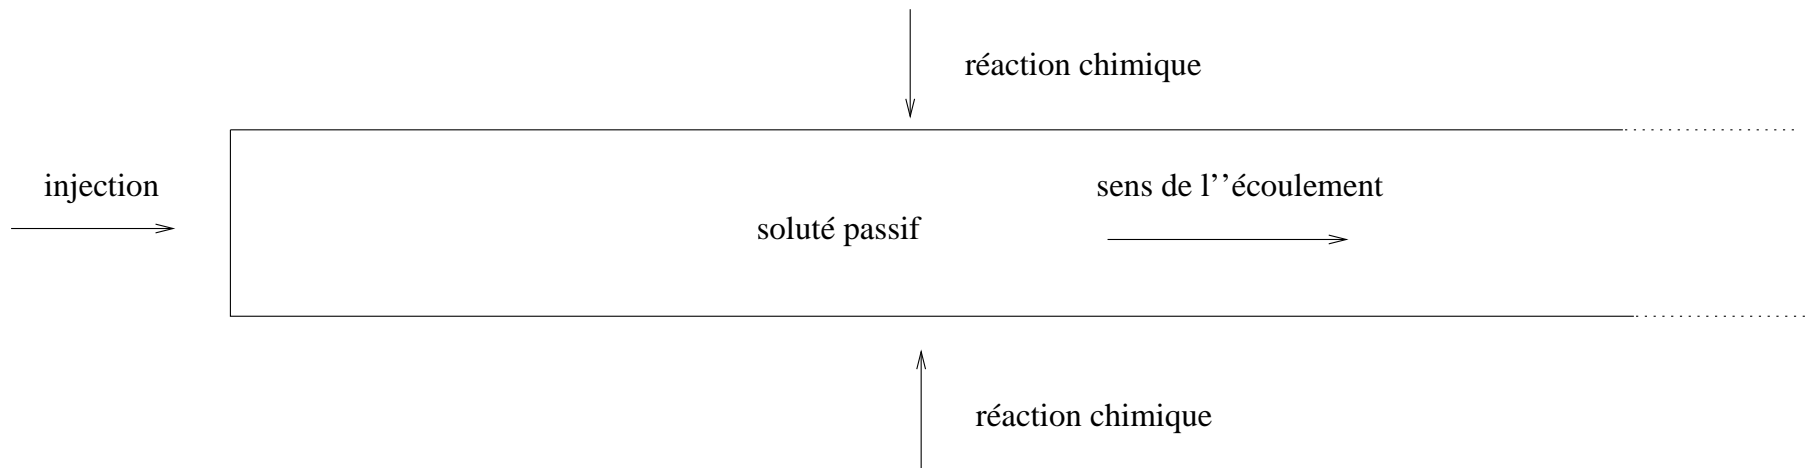 réaction chimique
injection
sens de l''écoulement
soluté passif
réaction chimique